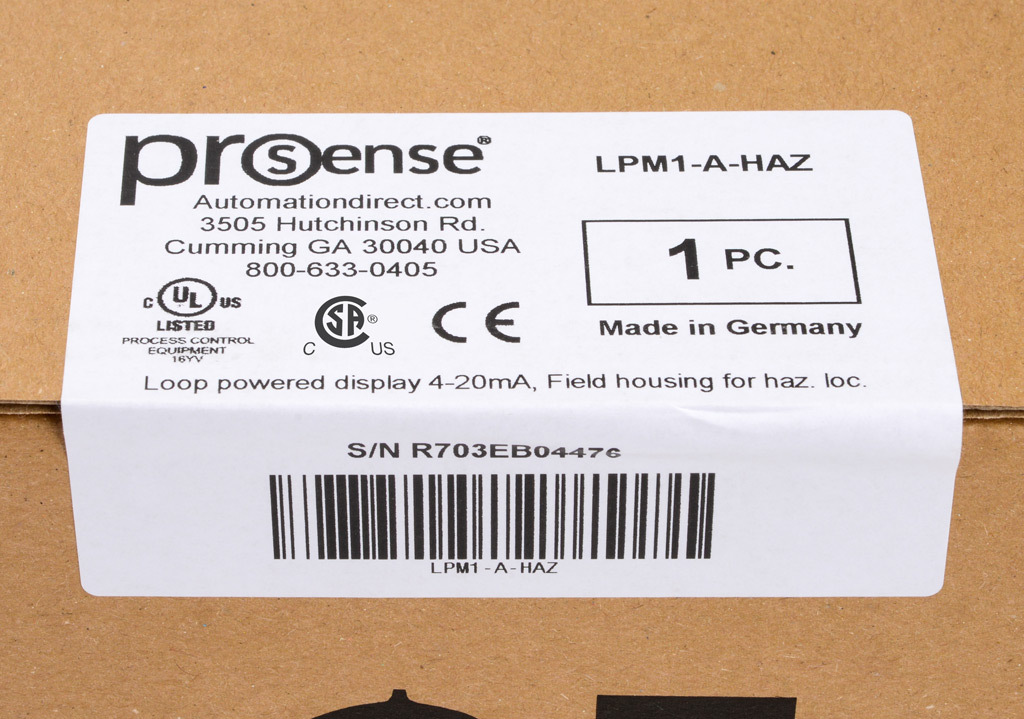 prosense®
Automationdirect.com
3505 Hutchinson Rd.
Cumming GA 30040 USA
800-633-0405
C UL US
LISTED
PROCESS CONTROL
EQUIPMENT
16YY
C SA ® US
CE
LPM1-A-HAZ
1 PC.
Made in Germany
Loop powered display 4-20mA, Field housing for haz. loc.
S/N R703EB04476
LPM1-A-HAZ